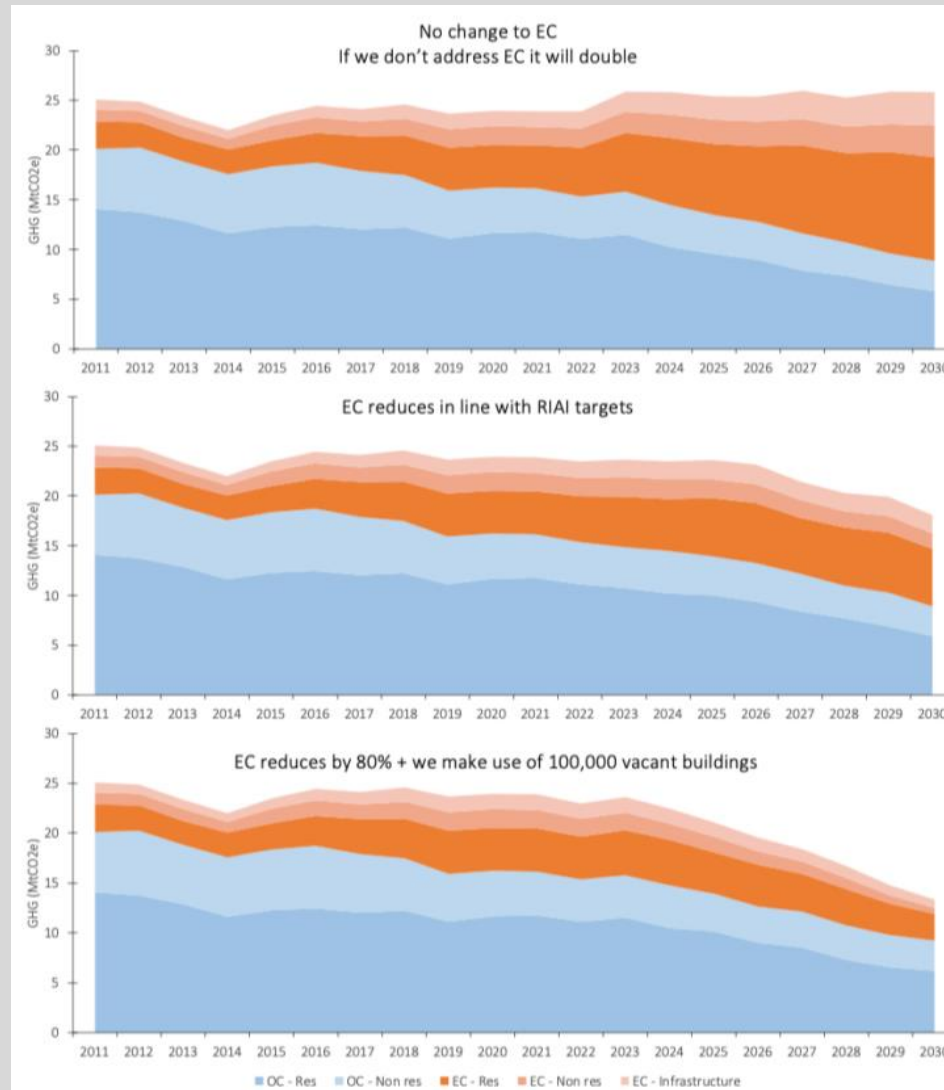 No change to EC
If we don't address EC it will double
30
25
20
15
10
5
0
GHG (MtCO2e)
2011 2012 2013 2014 2015 2016 2017 2018 2019 2020 2021 2022 2023 2024 2025 2026 2027 2028 2029 2030
EC reduces in line with RIAI targets
30
25
20
15
10
5
0
GHG (MtCO2e)
2011 2012 2013 2014 2015 2016 2017 2018 2019 2020 2021 2022 2023 2024 2025 2026 2027 2028 2029 2030
EC reduces by 80% + we make use of 100,000 vacant buildings
30
25
20
15
10
5
0
GHG (MtCO2e)
2011 2012 2013 2014 2015 2016 2017 2018 2019 2020 2021 2022 2023 2024 2025 2026 2027 2028 2029 2030
OC - Res OC - Non res EC - Res EC - Non res EC - Infrastructure